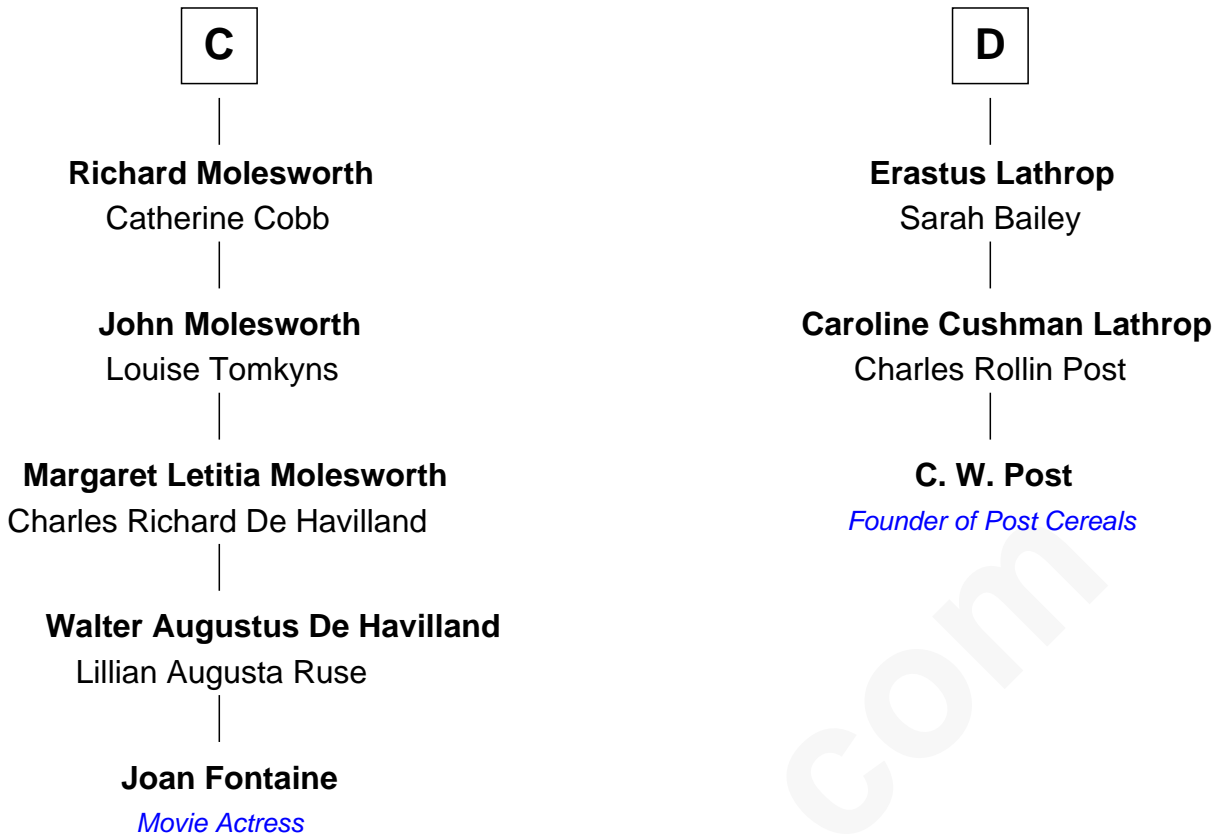 C
Richard Molesworth
Catherine Cobb
John Molesworth
Louise Tomkyns
Margaret Letitia Molesworth
Charles Richard De Havilland
Walter Augustus De Havilland
Lillian Augusta Ruse
Joan Fontaine
Movie Actress
D
Erastus Lathrop
Sarah Bailey
Caroline Cushman Lathrop
Charles Rollin Post
C. W. Post
Founder of Post Cereals
com